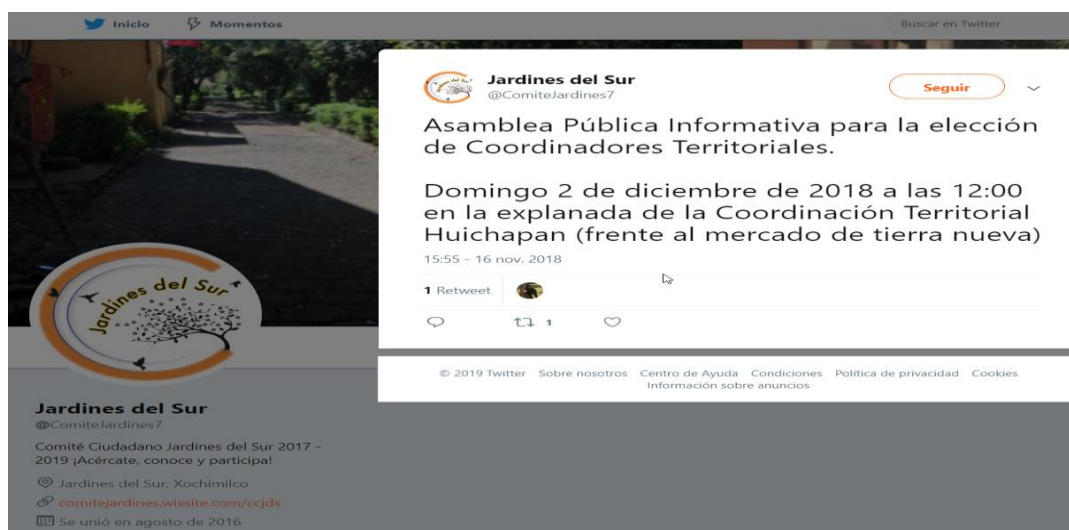 Inicio
Momentos
Buscar en Twitter
Jardines del Sur
@ComiteJardines7
Seguir
Asamblea Pública Informativa para la elección
de Coordinadores Territoriales.
Domingo 2 de diciembre de 2018 a las 12:00
en la explanada de la Coordinación Territorial
Huichapan (frente al mercado de tierra nueva)
15:55 - 16 nov. 2018
1 Retweet
1
© 2019 Twitter Sobre nosotros Centro de Ayuda Condiciones Política de privacidad Cookies
Información sobre anuncios
Jardines del Sur
Jardines del Sur
@ComiteJardines7
Comité Ciudadano Jardines del Sur 2017 -
2019 ¡Acércate, conoce y participa!
Jardines del Sur, Xochimilco
comitejardines.wixsite.com/ccjds
Se unió en agosto de 2016